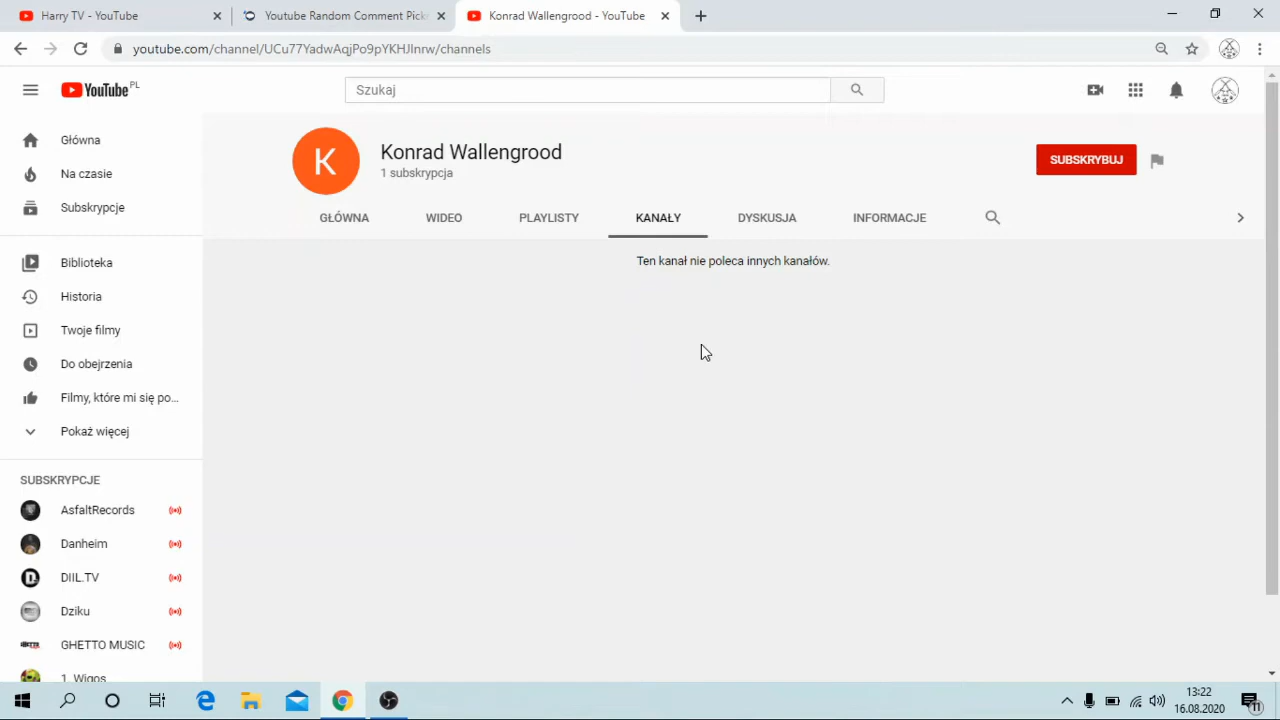 Harry TV - YouTube
Youtube Random Comment Picke
Konrad Wallengrood - YouTube
youtube.com/channel/UCu77YadwAqjPo9pYKHJlnrw/channels
YouTube PL
Szukaj
Główna
Na czasie
Subskrypcje
Biblioteka
Historia
Twoje filmy
Do obejrzenia
Filmy, które mi się po...
Pokaż więcej
SUBSKRYPCJE
AsfaltRecords
Danheim
DIIL.TV
Dziku
GHETTO MUSIC
1. Wigos
K
Konrad Wallengrood
1 subskrypcja
SUBSKRYBUJ
GŁÓWNA
WIDEO
PLAYLISTY
KANAŁY
DYSKUSJA
INFORMACJE
Ten kanał nie poleca innych kanałów.
13:22
16.08.2020
11